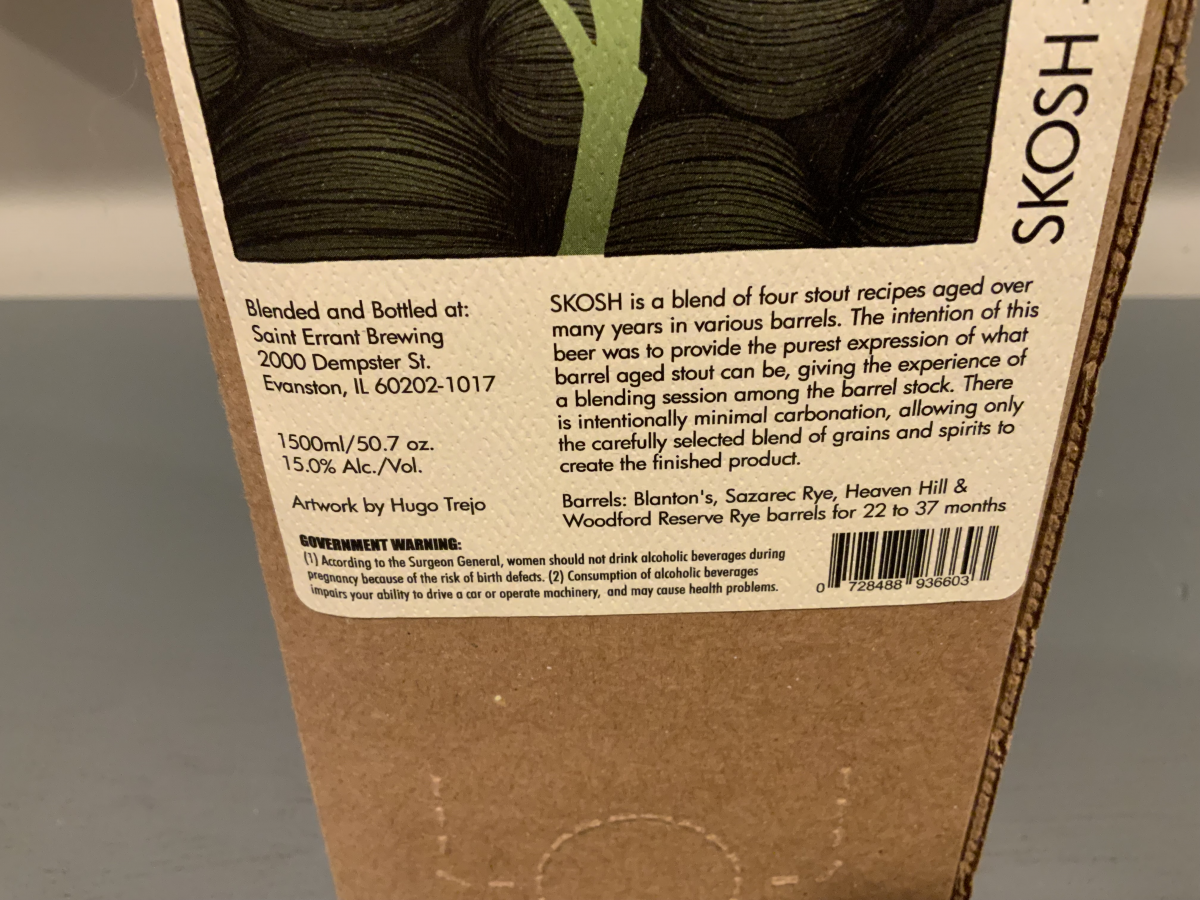 SKOSH -
Blended and Bottled at:
Saint Errant Brewing
2000 Dempster St.
Evanston, IL 60202-1017
1500ml/50.7 oz.
15.0% Alc./Vol.
Artwork by Hugo Trejo
SKOSH is a blend of four stout recipes aged over
many years in various barrels. The intention of this
beer was to provide the purest expression of what
barrel aged stout can be, giving the experience of
a blending session among the barrel stock. There
is intentionally minimal carbonation, allowing only
the carefully selected blend of grains and spirits to
create the finished product.
Barrels: Blanton's, Sazarec Rye, Heaven Hill &
Woodford Reserve Rye barrels for 22 to 37 months
GOVERNMENT WARNING:
(1) According to the Surgeon General, women should not drink alcoholic beverages during
pregnancy because of the risk of birth defects. (2) Consumption of alcoholic beverages
impairs your ability to drive a car or operate machinery, and may cause health problems.
0 728488 936603